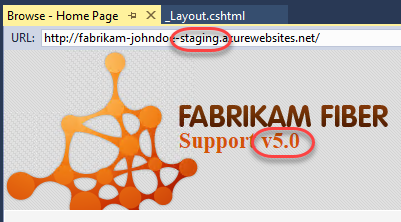 Browse - Home Page
_Layout.cshtml
URL: http://fabrikam-johndoe-staging.azurewebsites.net/
FABRIKAM FIBER
Support v5.0